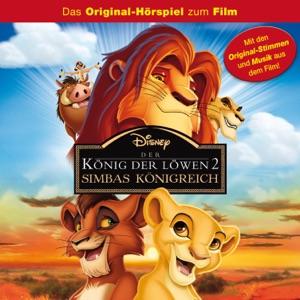 Das Original-Hörspiel zum Film
Mit den
Original-Stimmen
und Musik aus
dem Film!
Disney
DER
KÖNIG DER LÖWEN 2
SIMBAS KÖNIGREICH